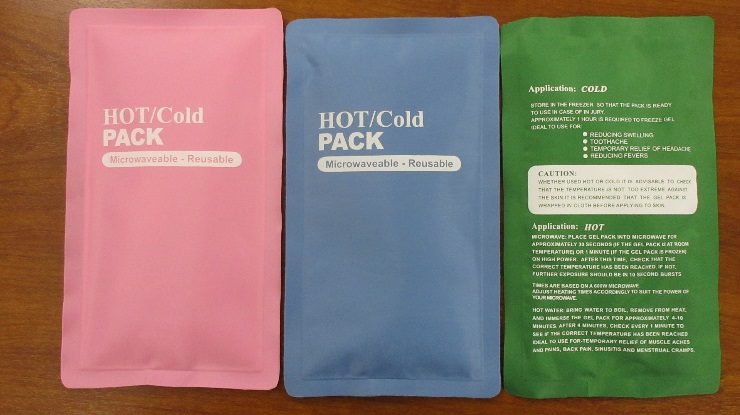 HOT/Cold
PACK
Microwaveable - Reusable
HOT/Cold
PACK
Microwaveable - Reusable
Application: COLD
STORE IN THE FREEZER SO THAT THE PACK IS READY
TO USE IN CASE OF IN JURY.
APPROXIMATELY 1 HOUR IS REQUIRED TO FREEZE GEL
IDEAL TO USE FOR:
● REDUCING SWELLING
● TOOTHACHE
● TEMPORARY RELIEF OF HEADACHE
● REDUCING FEVERS
CAUTION:
WHETHER USED HOT OR COLD IT IS ADVISABLE TO CHECK
THAT THE TEMPERATURE IS NOT TOO EXTREME AGAINST
THE SKIN IT IS RECOMMENDED THAT THE GEL PACK IS
WRAPPED IN CLOTH BEFORE APPLYING TO SKIN.
Application: HOT
MICROWAVE: PLACE GEL PACK INTO MICROWAVE FOR
APPROXIMATELY 30 SECONDS (IF THE GEL PACK IS AT ROOM
TEMPERATURE) OR 1 MINUTE (IF THE GEL PACK IS FROZEN)
ON HIGH POWER. AFTER THIS TIME, CHECK THAT THE
CORRECT TEMPERATURE HAS BEEN REACHED. IF NOT,
FURTHER EXPOSURE SHOULD BE IN 10 SECOND BURSTS
TIMES ARE BASED ON A 600W MICROWAVE
ADJUST HEATING TIMES ACCORDINGLY TO SUIT THE POWER OF
YOUR MICROWAVE.
HOT WATER: BRING WATER TO BOIL, REMOVE FROM HEAT,
AND IMMERSE THE GEL PACK FOR APPROXIMATELY 4-10
MINUTES. AFTER 4 MINUTES, CHECK EVERY 1 MINUTE TO
SEE IF THE CORRECT TEMPERATURE HAS BEEN REACHED
IDEAL TO USE FOR-TEMPORARY RELIEF OF MUSCLE ACHES
AND PAINS, BACK PAIN, SINUSITIS AND MENSTRUAL CRAMPS.